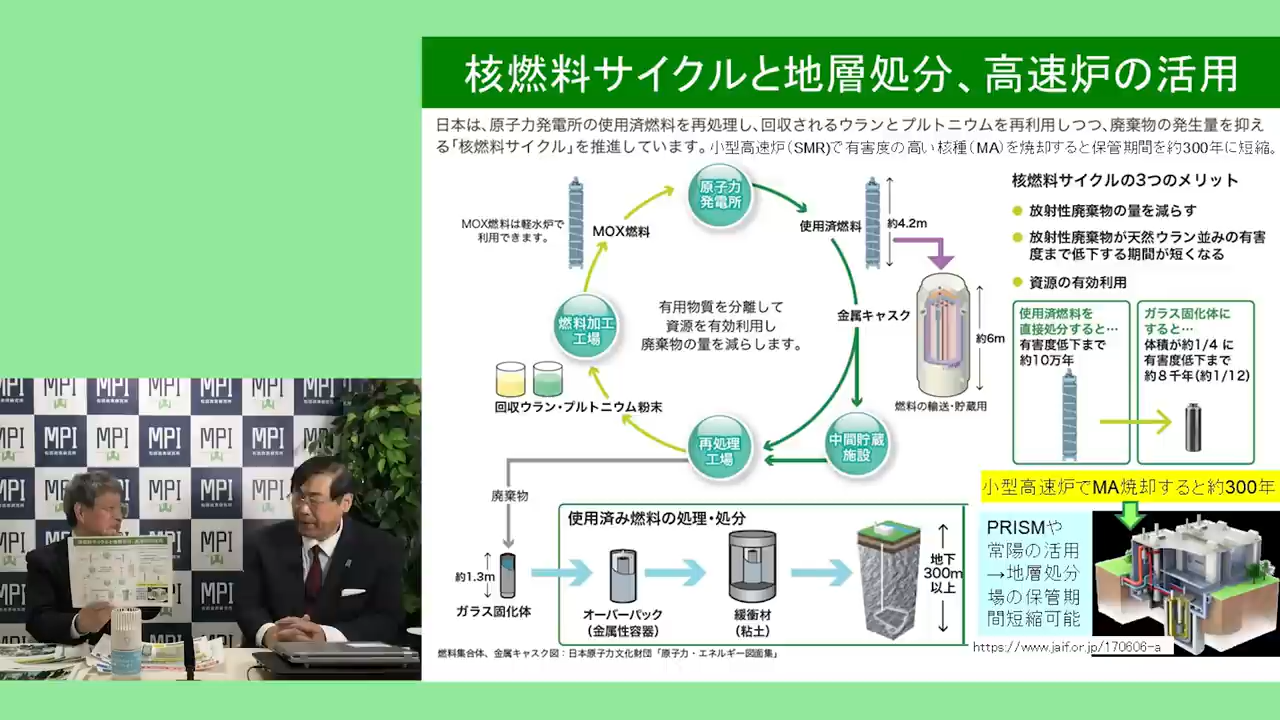 核燃料サイクルと地層処分、高速炉の活用
日本は、原子力発電所の使用済燃料を再処理し、回収されるウランとプルトニウムを再利用しつつ、廃棄物の発生量を抑え
る「核燃料サイクル」を推進しています。小型高速炉(SMR)で有害度の高い核種(MA)を焼却すると保管期間を約300年に短縮。
原子力
発電所
使用済燃料
約4.2m
MOX燃料は軽水炉で
利用できます。
MOX燃料
燃料加工
工場
有用物質を分離して
資源を有効利用し
廃棄物の量を減らします。
金属キャスク
約6m
燃料の輸送・貯蔵用
回収ウラン・プルトニウム粉末
再処理
工場
中間貯蔵
施設
廃棄物
核燃料サイクルの3つのメリット
放射性廃棄物の量を減らす
放射性廃棄物が天然ウラン並みの有害
度まで低下する期間が短くなる
資源の有効利用
使用済燃料を
直接処分すると…
有害度低下まで
約10万年
ガラス固化体に
すると…
体積が約1/4 に
有害度低下まで
約8千年(約1/12)
小型高速炉でMA焼却すると約300年
PRISMや
常陽の活用
→地層処分
場の保管期
間短縮可能
https://www.jaif.or.jp/170606-a
使用済み燃料の処理・処分
約1.3m
ガラス固化体
オーバーパック
(金属性容器)
緩衝材
(粘土)
地下
300m
以上
燃料集合体、金属キャスク図:日本原子力文化財団「原子力・エネルギー図面集」
MPI
MPI
MPI
MPI
MPI
MPI
MPI
MPI